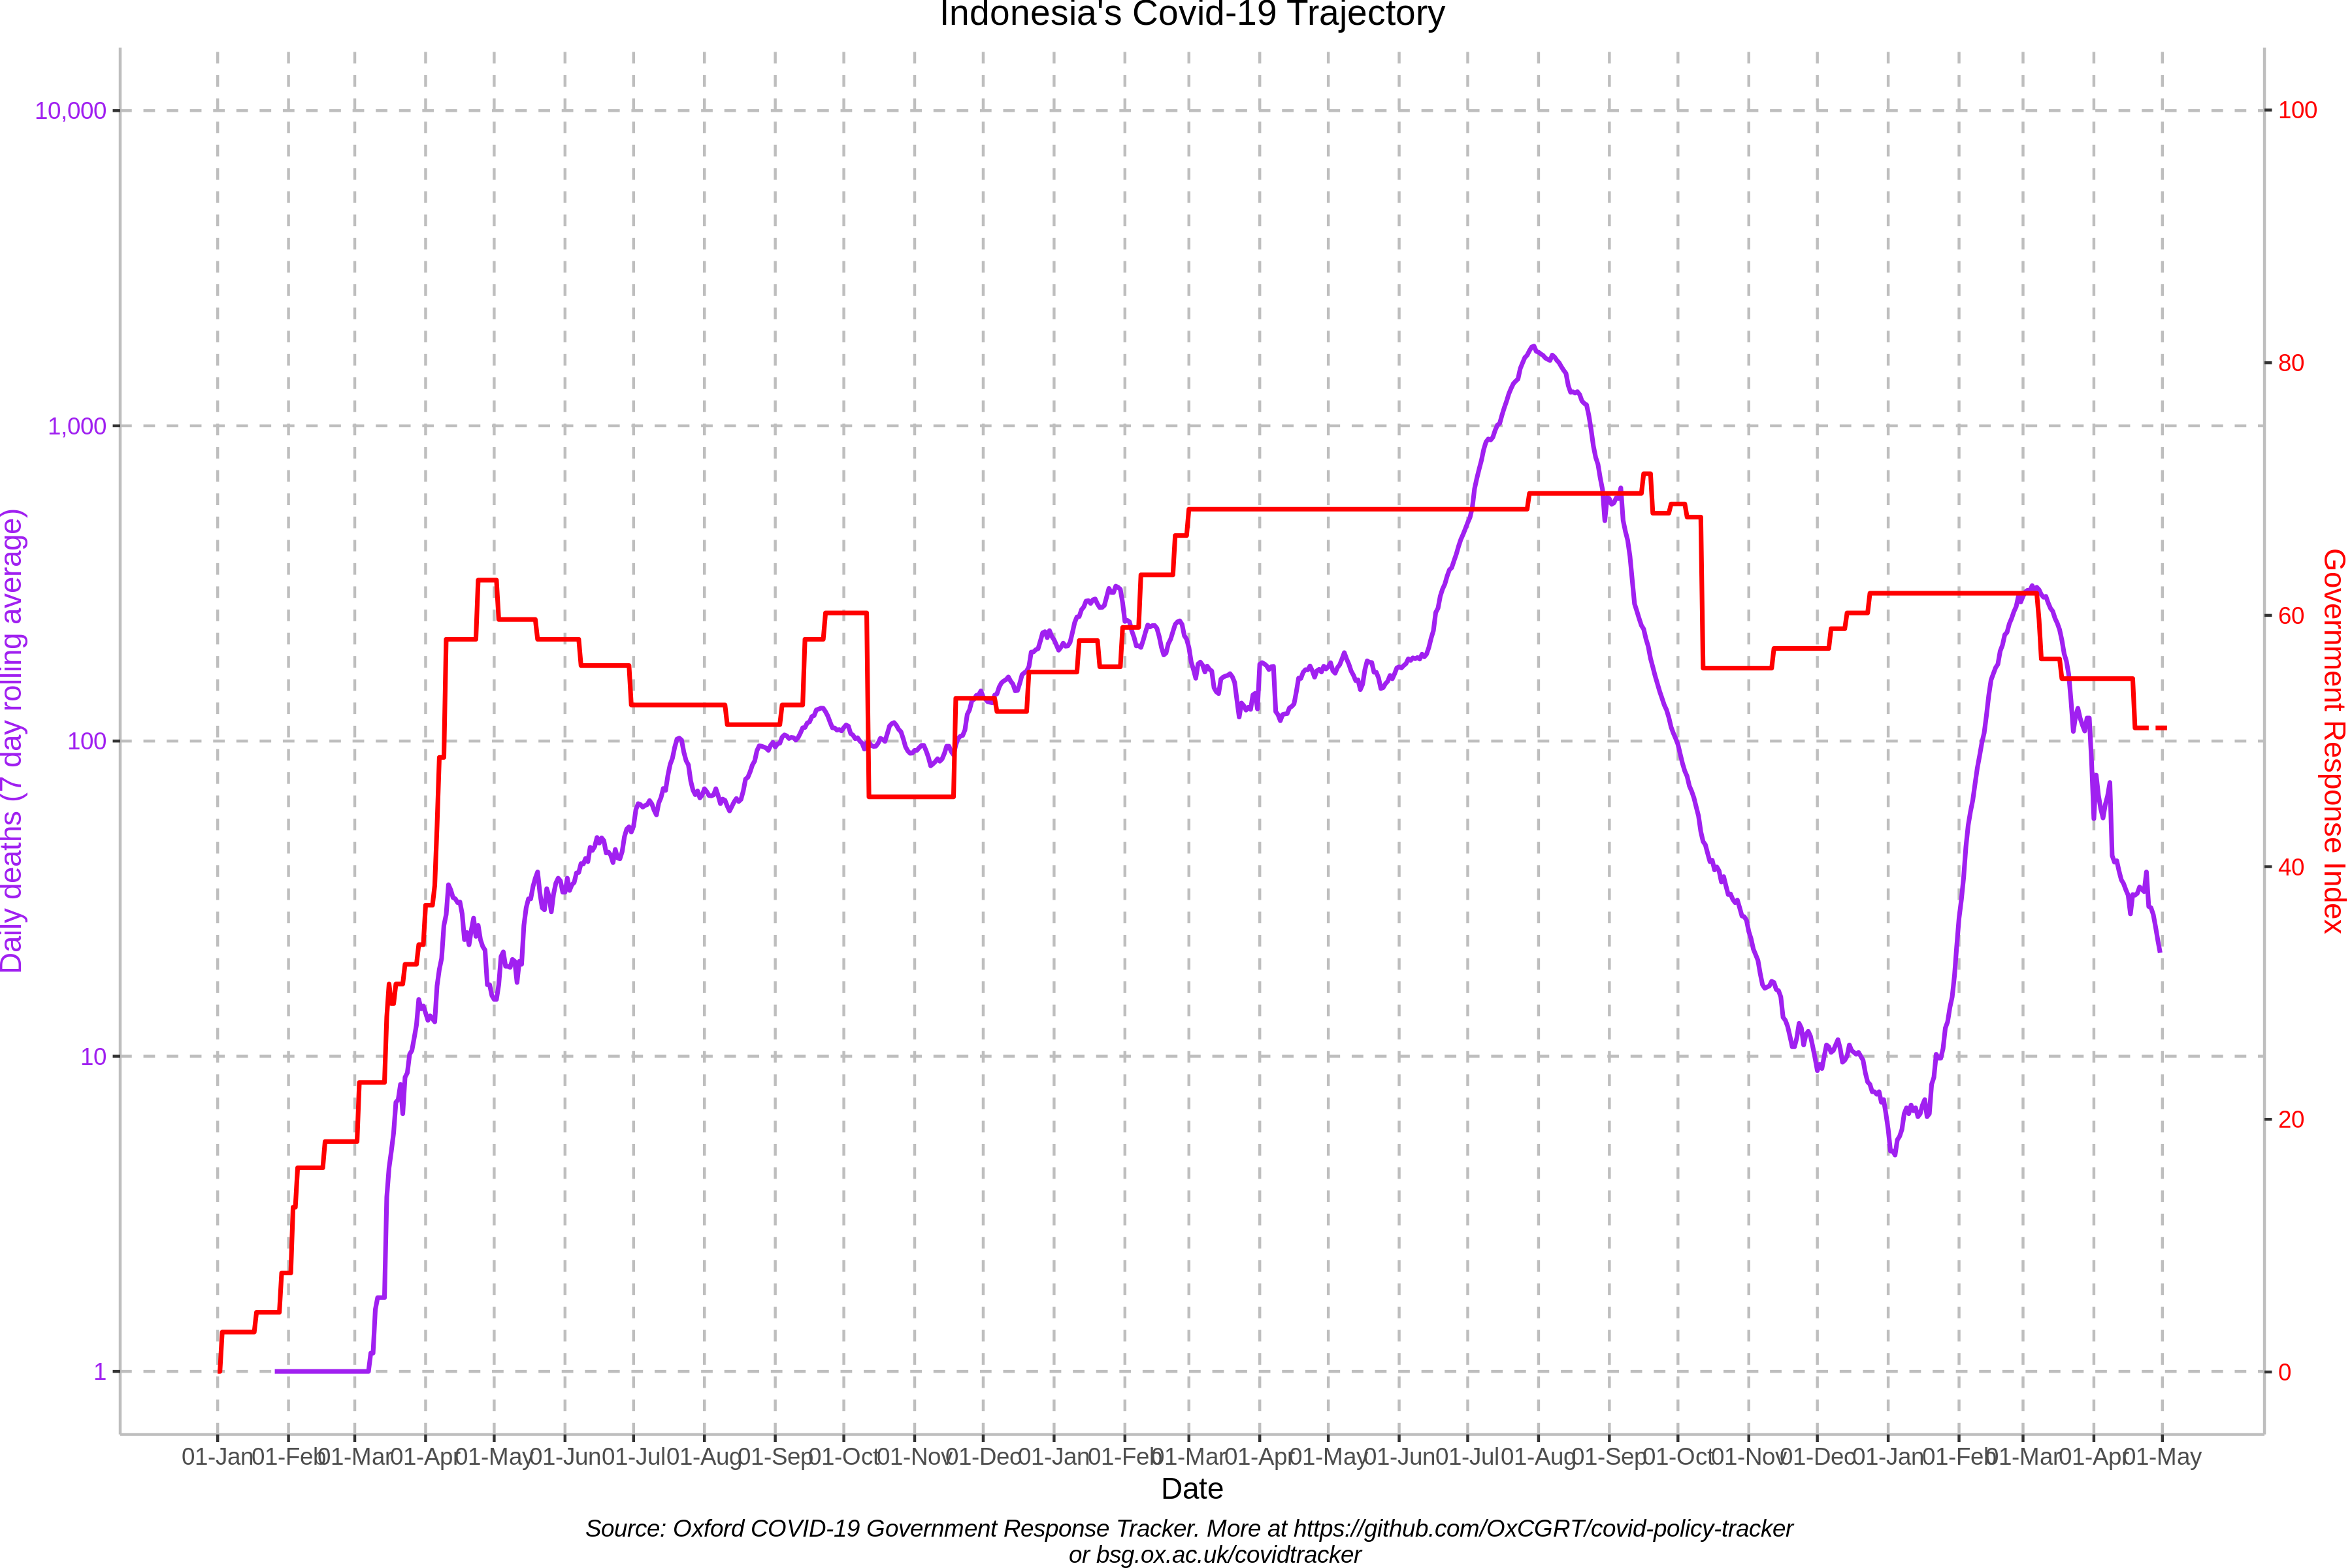 Indonesia's Covid-19 Trajectory
10,000
1,000
100
10
1
Daily deaths (7 day rolling average)
100
80
60
40
20
0
Government Response Index
01-Jan 01-Feb 01-Mar 01-Apr 01-May 01-Jun 01-Jul 01-Aug 01-Sep 01-Oct 01-Nov 01-Dec 01-Jan 01-Feb 01-Mar 01-Apr 01-May 01-Jun 01-Jul 01-Aug 01-Sep 01-Oct 01-Nov 01-Dec 01-Jan 01-Feb 01-Mar 01-Apr 01-May
Date
Source: Oxford COVID-19 Government Response Tracker. More at https://github.com/OxCGRT/covid-policy-tracker
or bsg.ox.ac.uk/covidtracker